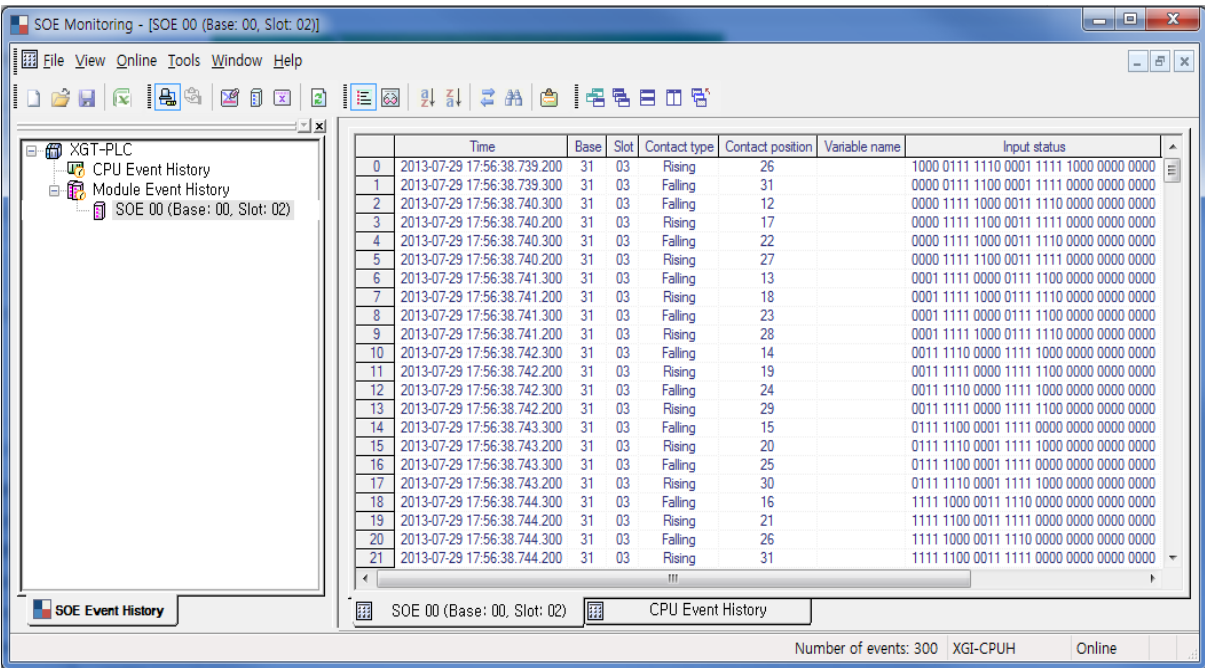 SOE Monitoring - [SOE 00 (Base: 00, Slot: 02)]
File View Online Tools Window Help
XGT-PLC
CPU Event History
Module Event History
SOE 00 (Base: 00, Slot: 02)
SOE Event History
Time Base Slot Contact type Contact position Variable name Input status
0 2013-07-29 17:56:38.739.200 31 03 Rising 26 1000 0111 1110 0001 1111 1000 0000 0000
1 2013-07-29 17:56:38.739.300 31 03 Falling 31 0000 0111 1100 0001 1111 0000 0000 0000
2 2013-07-29 17:56:38.740.300 31 03 Falling 12 0000 1111 1000 0011 1110 0000 0000 0000
3 2013-07-29 17:56:38.740.200 31 03 Rising 17 0000 1111 1100 0011 1111 0000 0000 0000
4 2013-07-29 17:56:38.740.300 31 03 Falling 22 0000 1111 1000 0011 1110 0000 0000 0000
5 2013-07-29 17:56:38.740.200 31 03 Rising 27 0000 1111 1100 0011 1111 0000 0000 0000
6 2013-07-29 17:56:38.741.300 31 03 Falling 13 0001 1111 0000 0111 1100 0000 0000 0000
7 2013-07-29 17:56:38.741.200 31 03 Rising 18 0001 1111 1000 0111 1110 0000 0000 0000
8 2013-07-29 17:56:38.741.300 31 03 Falling 23 0001 1111 0000 0111 1100 0000 0000 0000
9 2013-07-29 17:56:38.741.200 31 03 Rising 28 0001 1111 1000 0111 1110 0000 0000 0000
10 2013-07-29 17:56:38.742.300 31 03 Falling 14 0011 1110 0000 1111 1000 0000 0000 0000
11 2013-07-29 17:56:38.742.200 31 03 Rising 19 0011 1111 0000 1111 1100 0000 0000 0000
12 2013-07-29 17:56:38.742.300 31 03 Falling 24 0011 1110 0000 1111 1000 0000 0000 0000
13 2013-07-29 17:56:38.742.200 31 03 Rising 29 0011 1111 0000 1111 1100 0000 0000 0000
14 2013-07-29 17:56:38.743.300 31 03 Falling 15 0111 1100 0001 1111 0000 0000 0000 0000
15 2013-07-29 17:56:38.743.200 31 03 Rising 20 0111 1110 0001 1111 1000 0000 0000 0000
16 2013-07-29 17:56:38.743.300 31 03 Falling 25 0111 1100 0001 1111 0000 0000 0000 0000
17 2013-07-29 17:56:38.743.200 31 03 Rising 30 0111 1110 0001 1111 1000 0000 0000 0000
18 2013-07-29 17:56:38.744.300 31 03 Falling 16 1111 1000 0011 1110 0000 0000 0000 0000
19 2013-07-29 17:56:38.744.200 31 03 Rising 21 1111 1100 0011 1111 0000 0000 0000 0000
20 2013-07-29 17:56:38.744.300 31 03 Falling 26 1111 1000 0011 1110 0000 0000 0000 0000
21 2013-07-29 17:56:38.744.200 31 03 Rising 31 1111 1100 0011 1111 0000 0000 0000 0000
SOE 00 (Base: 00, Slot: 02) CPU Event History
Number of events: 300 XGI-CPUH Online